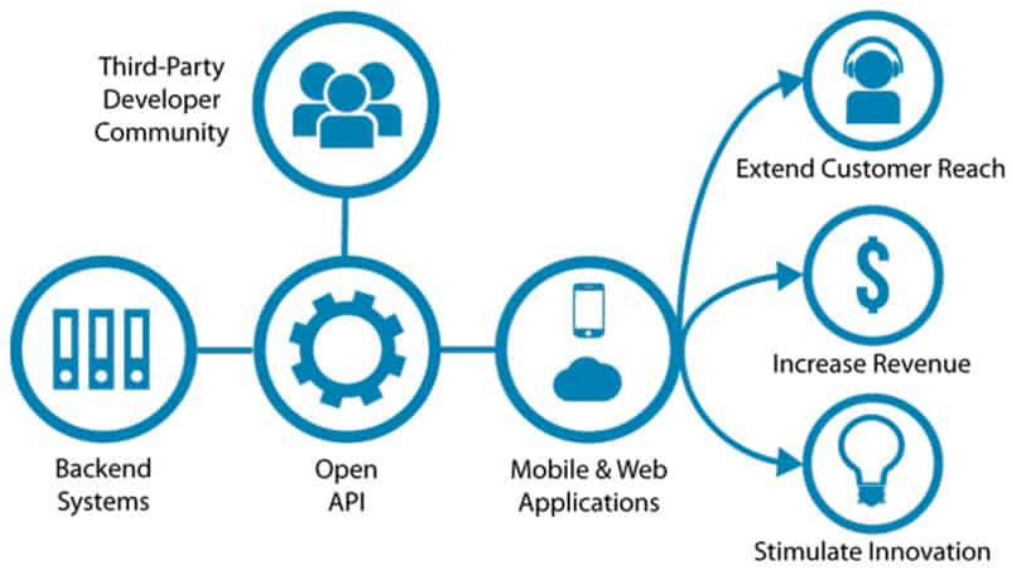 Third-Party
Developer
Community
Extend Customer Reach
$
Increase Revenue
Backend
Systems
Open
API
Mobile & Web
Applications
Stimulate Innovation